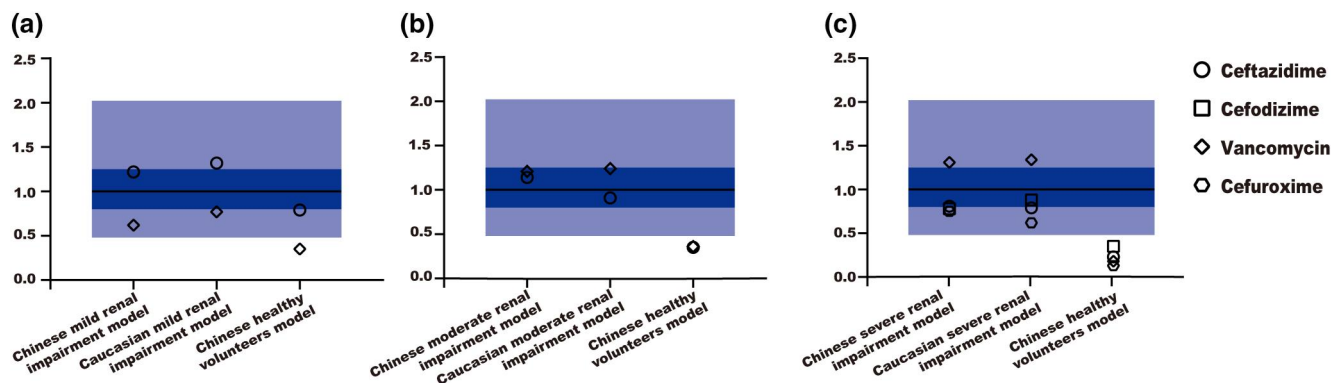 (a)
2.5
2.0
1.5
1.0
0.5
0.0
Chinese mild renal
impairment model
Caucasian mild renal
impairment model
Chinese healthy
volunteers model
(b)
2.5
2.0
1.5
1.0
0.5
0.0
Chinese moderate renal
impairment model
Caucasian moderate renal
impairment model
Chinese healthy
volunteers model
(c)
2.5
2.0
1.5
1.0
0.5
0.0
Chinese severe renal
impairment model
Caucasian severe renal
impairment model
Chinese healthy
volunteers model
Ceftazidime
Cefodizime
Vancomycin
Cefuroxime